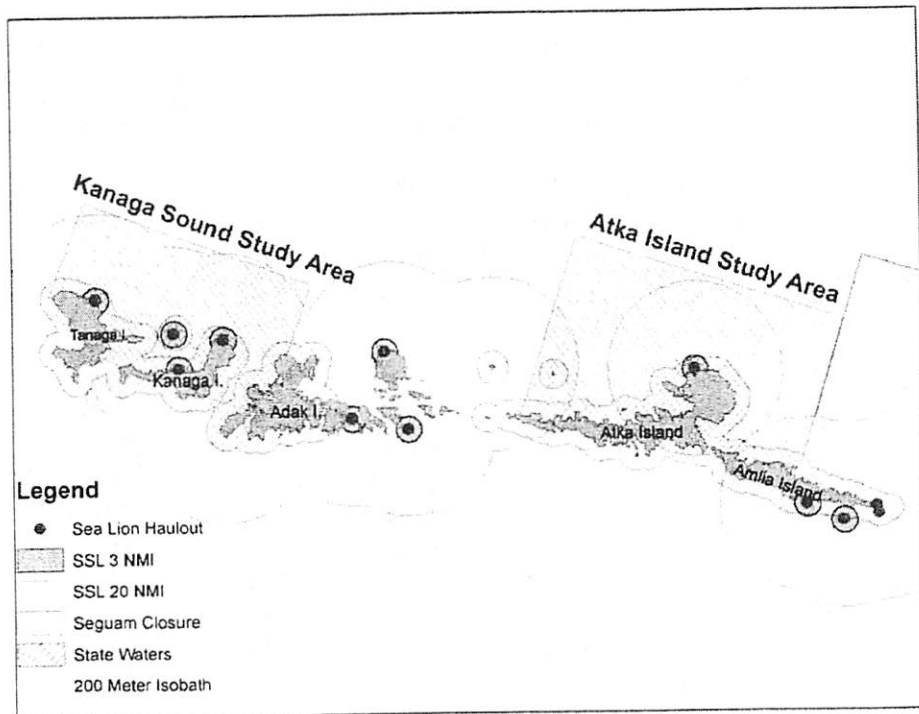 Kanaga Sound Study Area
Atka Island Study Area
Tanaga I.
Kanaga I.
Adak I.
Atka Island
Amlia Island
Legend
Sea Lion Haulout
SSL 3 NMI
SSL 20 NMI
Seguam Closure
State Waters
200 Meter Isobath